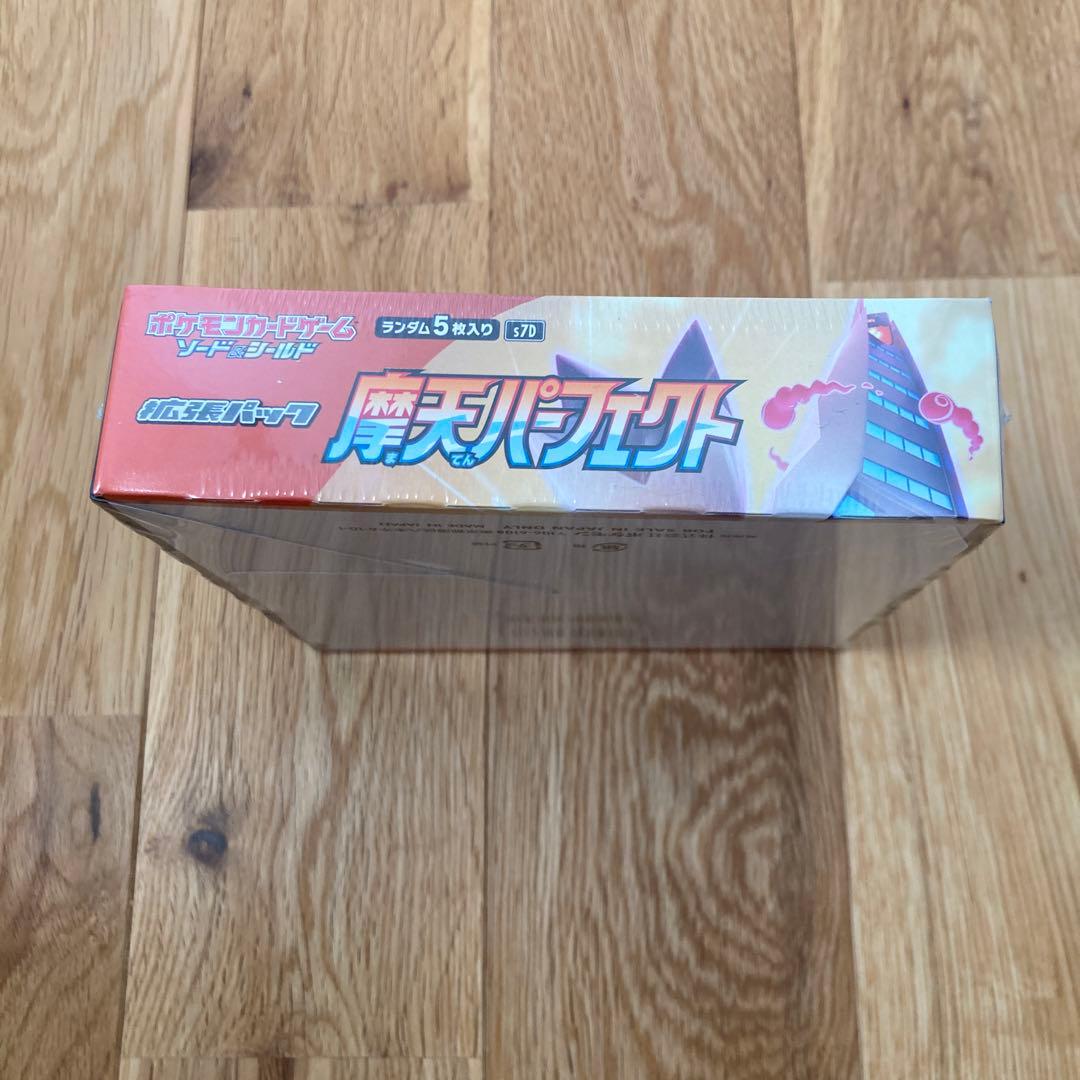 ポケモンカードゲーム
ソード&シールド
ランダム5枚入り
s7D
拡張パック
摩天パーフェクト
ま てん
FOR SALE IN JAPAN ONLY
MADE IN JAPAN